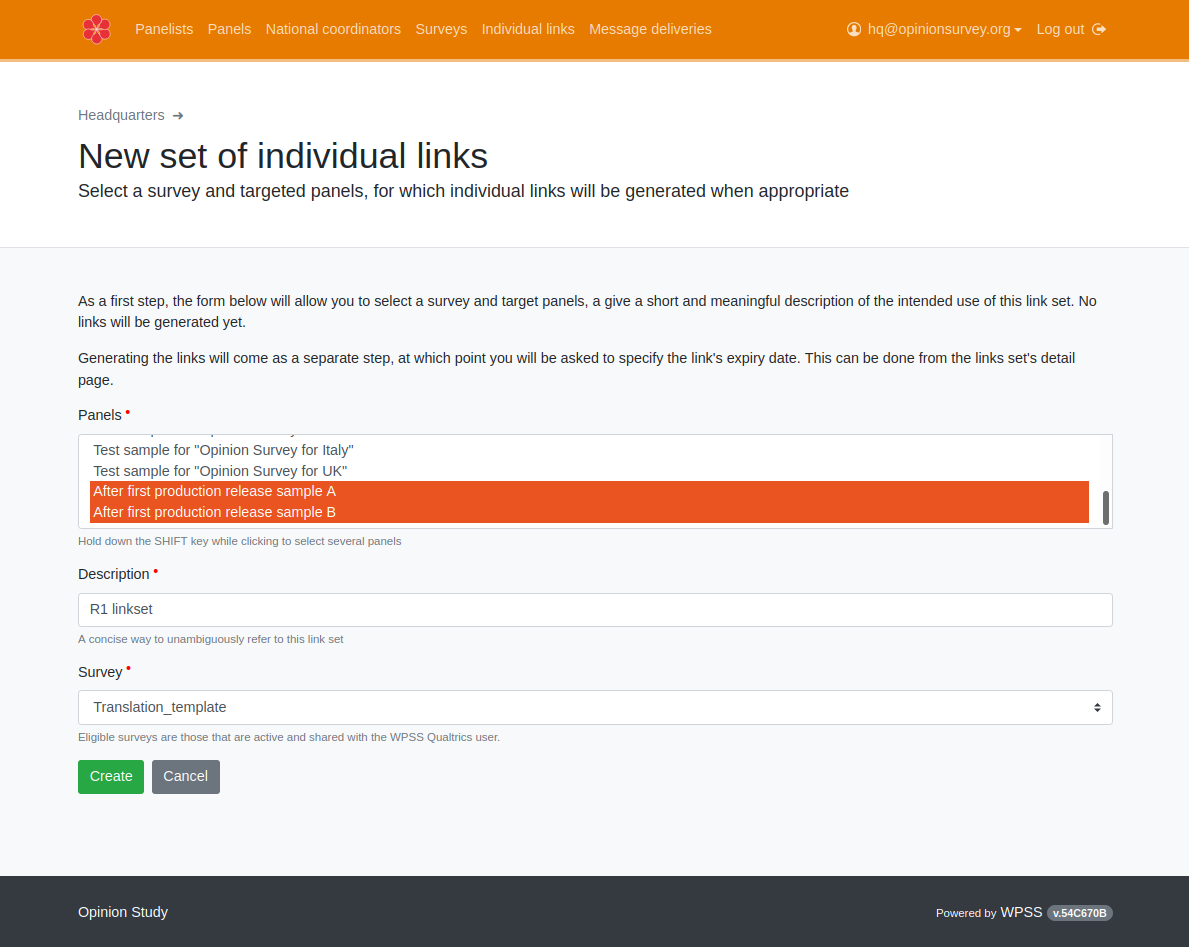 Panelists Panels National coordinators Surveys Individual links Message deliveries hq@opinionsurvey.org Log out
Headquarters ➜
New set of individual links
Select a survey and targeted panels, for which individual links will be generated when appropriate
As a first step, the form below will allow you to select a survey and target panels, a give a short and meaningful description of the intended use of this link set. No
links will be generated yet.
Generating the links will come as a separate step, at which point you will be asked to specify the link's expiry date. This can be done from the links set's detail
page.
Panels
Test sample for "Opinion Survey for Italy"
Test sample for "Opinion Survey for UK"
After first production release sample A
After first production release sample B
Hold down the SHIFT key while clicking to select several panels
Description
R1 linkset
A concise way to unambiguously refer to this link set
Survey
Translation_template
Eligible surveys are those that are active and shared with the WPSS Qualtrics user.
Create Cancel
Opinion Study Powered by WPSS v.54C670B